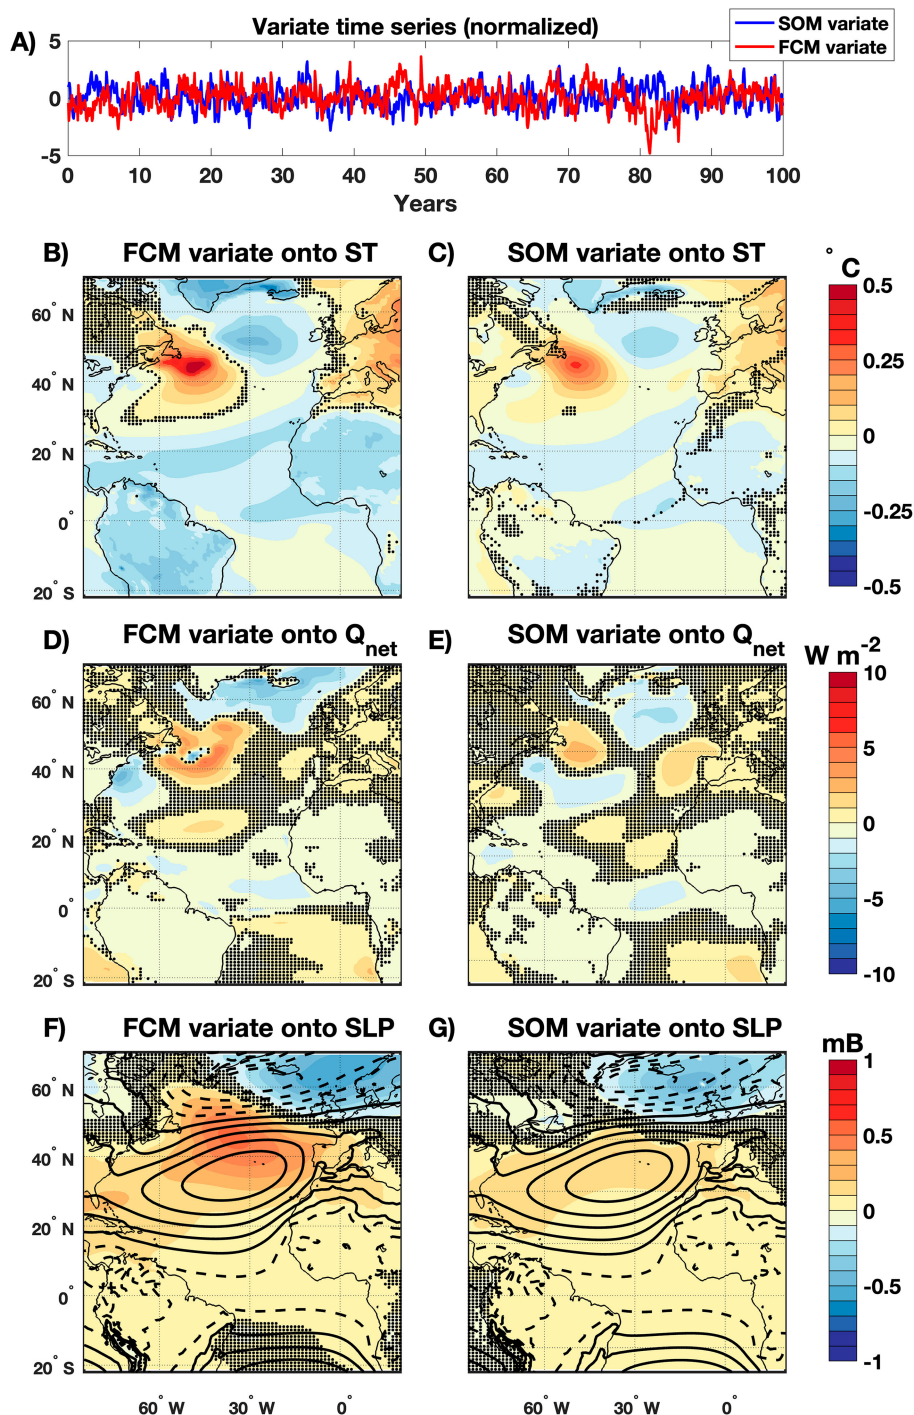 A)
Variate time series (normalized)
SOM variate
FCM variate
5
0
-5
0 10 20 30 40 50 60 70 80 90 100
Years
B) FCM variate onto ST
C) SOM variate onto ST
° C
60° N
40° N
20° N
0°
20° S
0.5
0.25
0
-0.25
-0.5
D) FCM variate onto Qnet
E) SOM variate onto Qnet
W m-2
60° N
40° N
20° N
0°
20° S
10
5
0
-5
-10
F) FCM variate onto SLP
G) SOM variate onto SLP
mB
60° N
40° N
20° N
0°
20° S
1
0.5
0
-0.5
-1
60° W 30° W 0°
60° W 30° W 0°